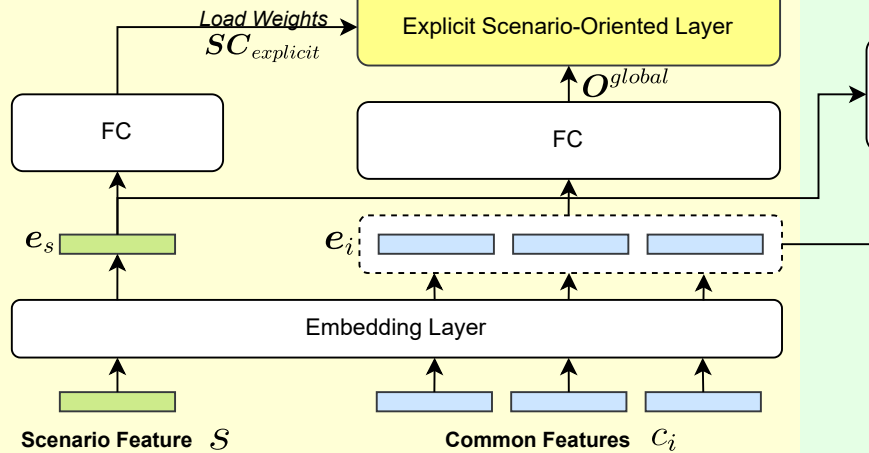 Load Weights
SC_explicit
Explicit Scenario-Oriented Layer
O^global
FC
FC
e_s
e_i
Embedding Layer
Scenario Feature s
Common Features c_i